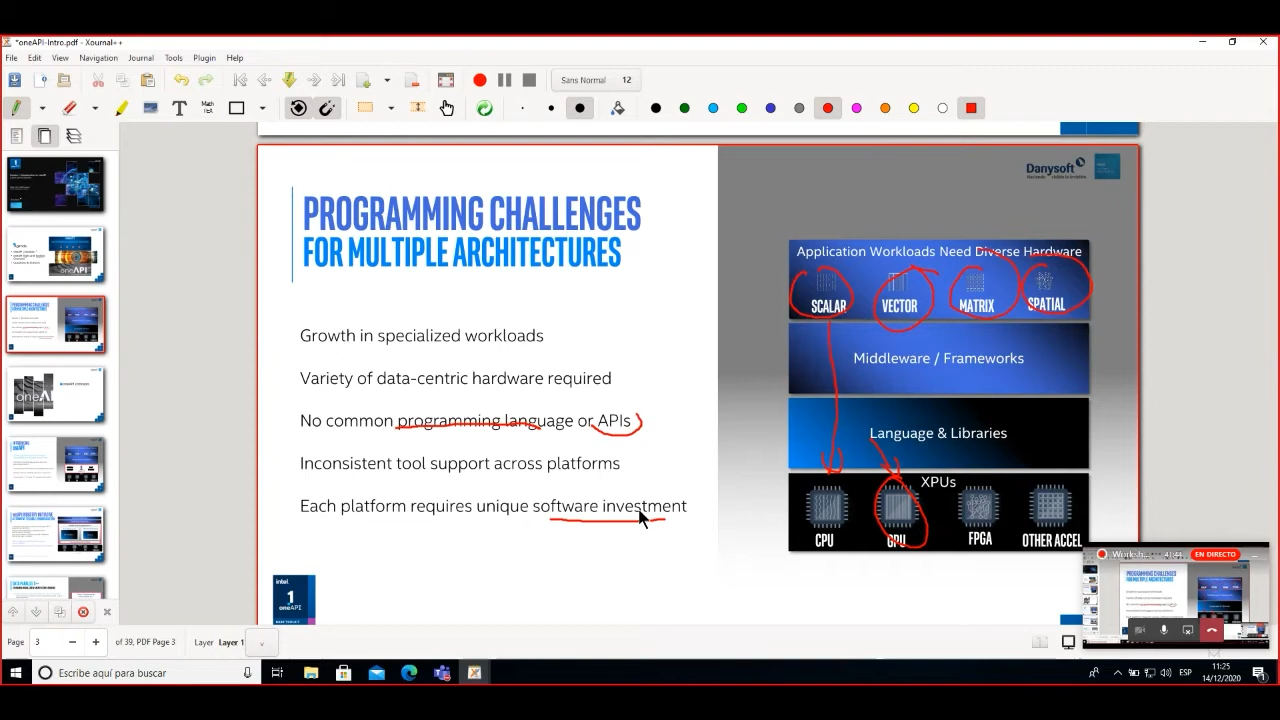 *oneAPI-Intro.pdf - Xournal++
File Edit View Navigation Journal Tools Plugin Help
Sans Normal 12
Danysoft
PROGRAMMING CHALLENGES
FOR MULTIPLE ARCHITECTURES
Growth in specialized workloads
Variety of data-centric hardware required
No common programming language or APIs
Inconsistent tool support across platforms
Each platform requires unique software investment
Application Workloads Need Diverse Hardware
SCALAR VECTOR MATRIX SPATIAL
Middleware / Frameworks
Language & Libraries
XPUs
CPU GPU FPGA OTHER ACCEL
intel
1
oneAPI
BASE TOOLKIT
Worksh... 41:44 EN DIRECTO
PROGRAMMING CHALLENGES
FOR MULTIPLE ARCHITECTURES
Page 3 of 39, PDF Page 3 Layer Layer 1
Escribe aquí para buscar
ESP
11:25
14/12/2020